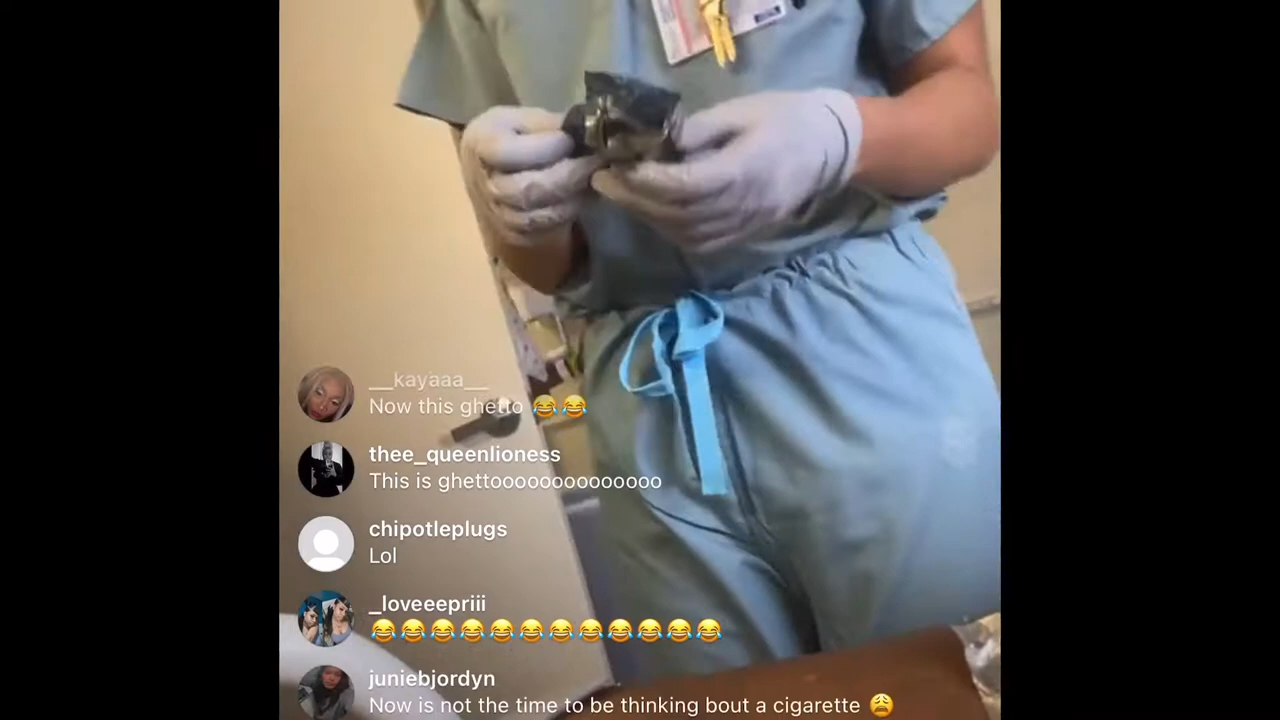 __kayaaa__
Now this ghetto 😂😂
thee_queenlioness
This is ghettooooooooooooooo
chipotleplugs
Lol
_loveeepriii
😂😂😂😂😂😂😂😂😂😂😂😂
juniebjordyn
Now is not the time to be thinking bout a cigarette 😩